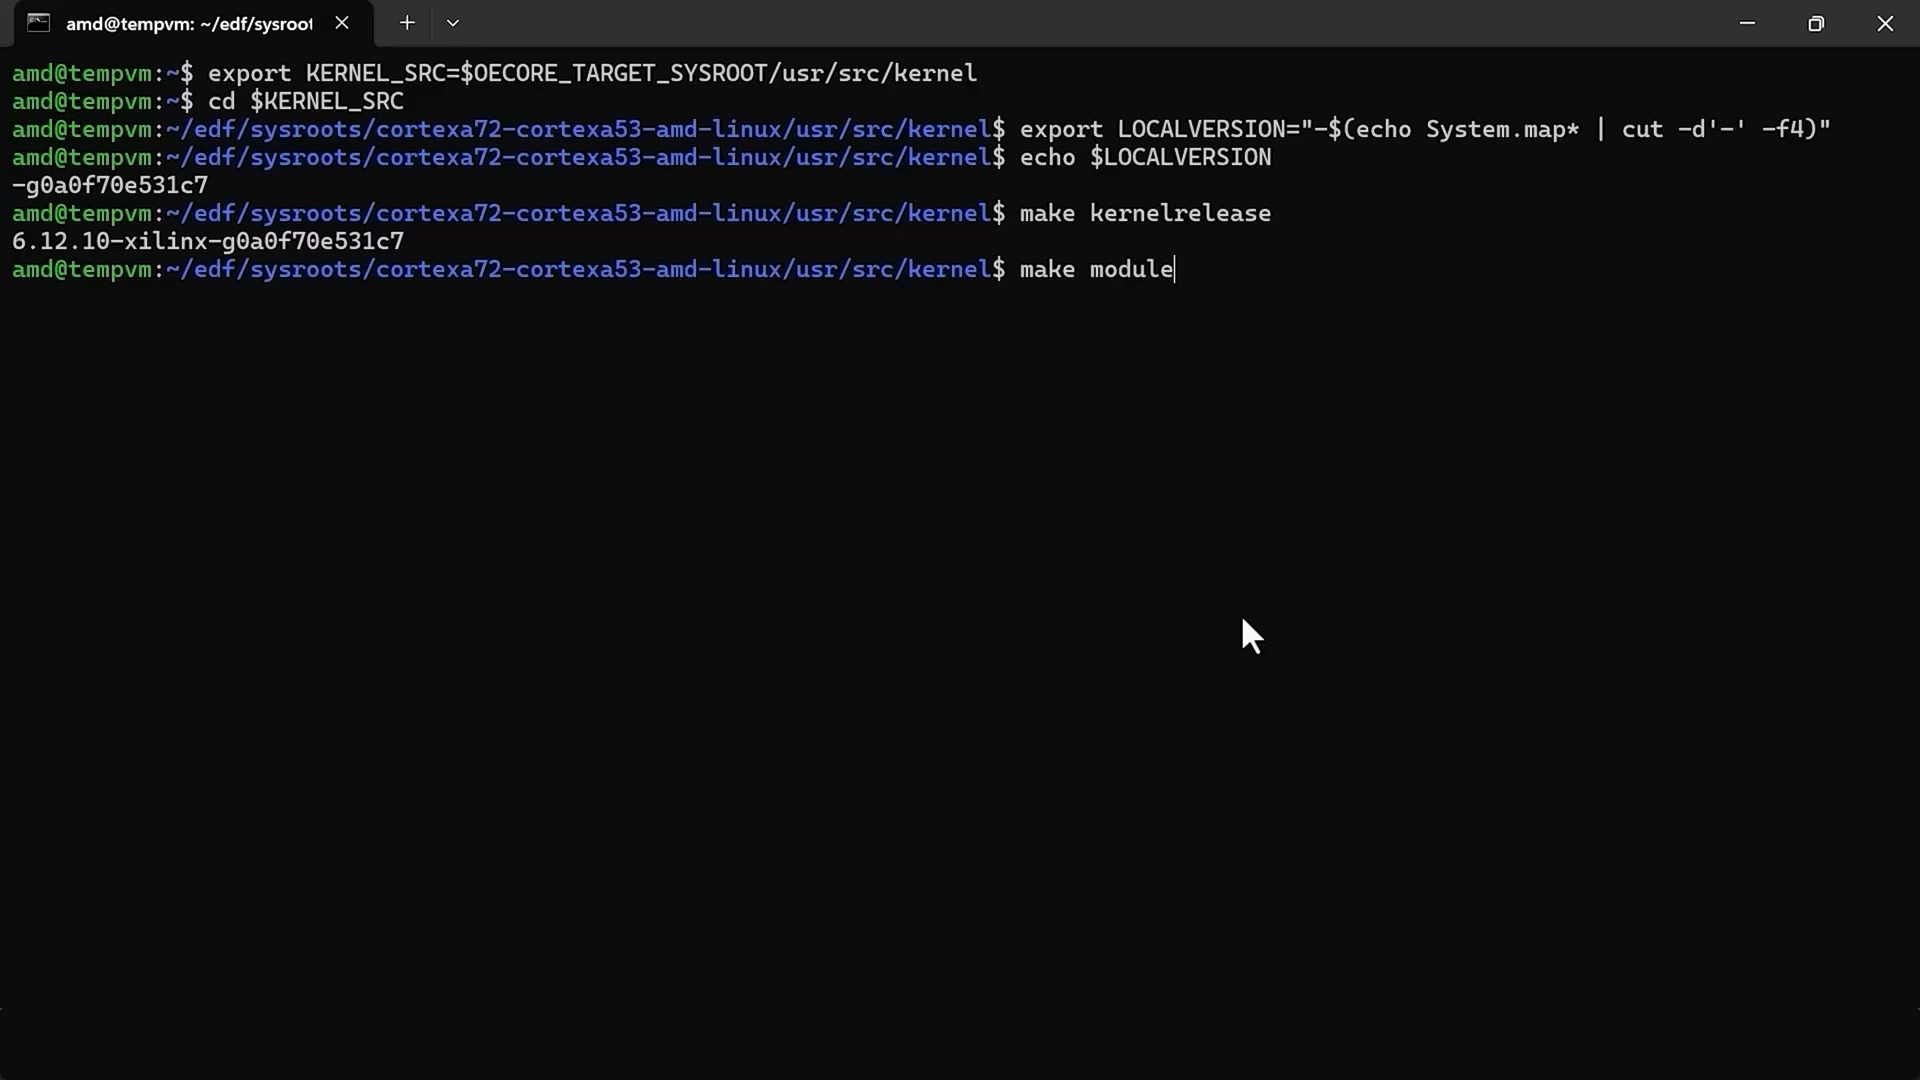 amd@tempvm: ~/edf/sysroot
amd@tempvm:~$ export KERNEL_SRC=$OECORE_TARGET_SYSROOT/usr/src/kernel
amd@tempvm:~$ cd $KERNEL_SRC
amd@tempvm:~/edf/sysroots/cortexa72-cortexa53-amd-linux/usr/src/kernel$ export LOCALVERSION="-$(echo System.map* | cut -d'-' -f4)"
amd@tempvm:~/edf/sysroots/cortexa72-cortexa53-amd-linux/usr/src/kernel$ echo $LOCALVERSION
-g0a0f70e531c7
amd@tempvm:~/edf/sysroots/cortexa72-cortexa53-amd-linux/usr/src/kernel$ make kernelrelease
6.12.10-xilinx-g0a0f70e531c7
amd@tempvm:~/edf/sysroots/cortexa72-cortexa53-amd-linux/usr/src/kernel$ make module